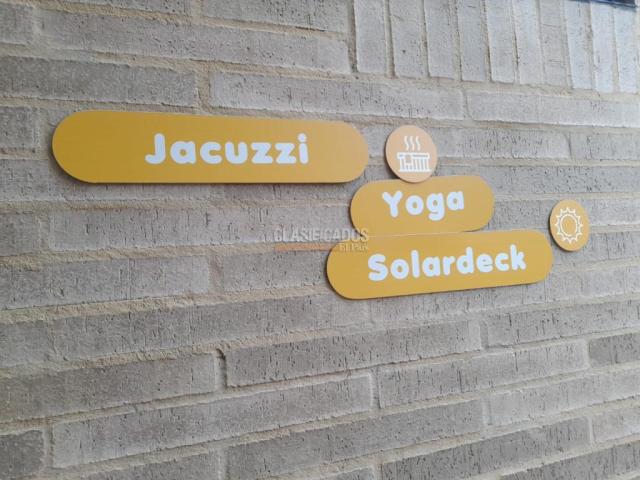 Jacuzzi
Yoga
CLASIFICADOS
El País
Solardeck